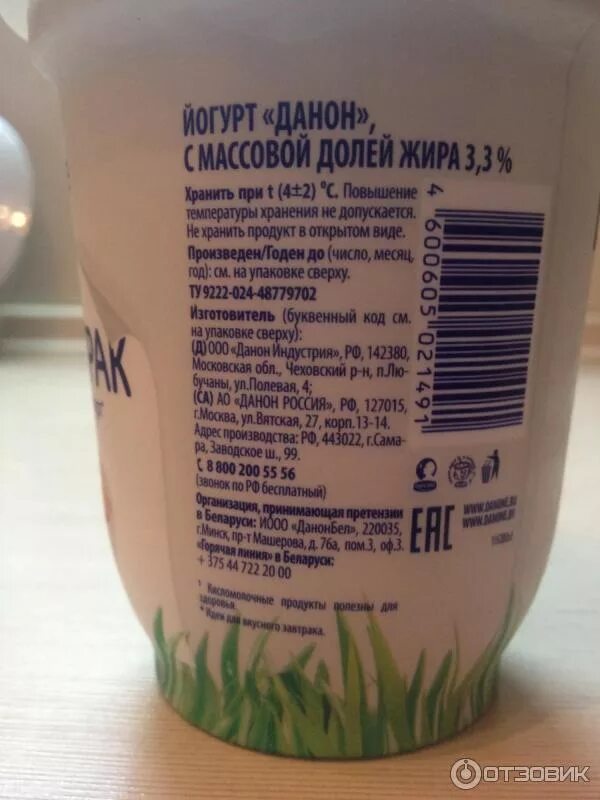 ЙОГУРТ «ДАНОН»,
С МАССОВОЙ ДОЛЕЙ ЖИРА 3,3 %
Хранить при t (4±2) °C. Повышение
температуры хранения не допускается.
Не хранить продукт в открытом виде.
Произведен/Годен до (число, месяц,
год): см. на упаковке сверху.
ТУ 9222-024-48779702
Изготовитель (буквенный код см.
на упаковке сверху):
(Д) ООО «Данон Индустрия», РФ, 142380,
Московская обл., Чеховский р-н, п.Лю-
бучаны, ул.Полевая, 4;
(СА) АО «ДАНОН РОССИЯ», РФ, 127015,
г.Москва, ул.Вятская, 27, корп.13-14.
Адрес производства: РФ, 443022, г.Сама-
ра, Заводское ш., 99.
8 800 200 55 56
(звонок по РФ бесплатный)
Организация, принимающая претензии
в Беларуси: ИООО «ДанонБел», 220035,
г.Минск, пр-т Машерова, д. 76а, пом.3, оф.3.
«Горячая линия» в Беларуси:
+ 375 44 722 20 00
¹ Кисломолочные продукты полезны для
здоровья.
* Идеи для вкусного завтрака.
4 600605 021491
WWW.DANONE.RU
WWW.DANONE.BY
EAC
РАК
ОТЗОВИК